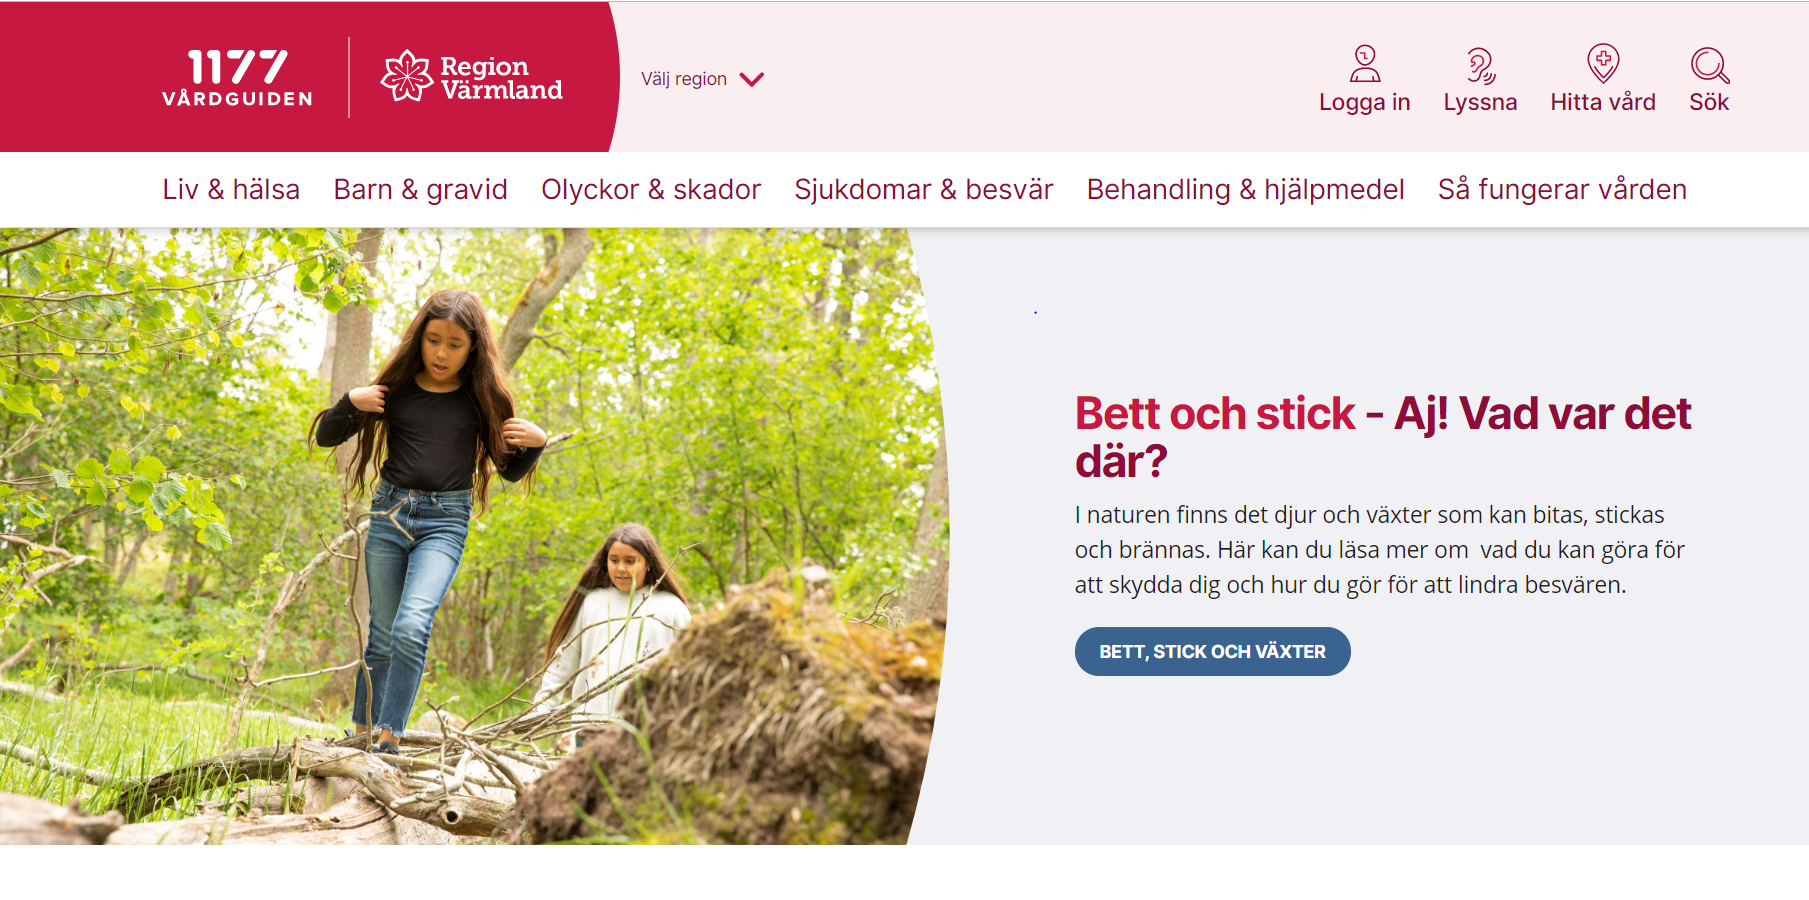 1177
VÅRDGUIDEN
Region
Värmland
Välj region
Logga in
Lyssna
Hitta vård
Sök
Liv & hälsa
Barn & gravid
Olyckor & skador
Sjukdomar & besvär
Behandling & hjälpmedel
Så fungerar vården
Bett och stick - Aj! Vad var det
där?
I naturen finns det djur och växter som kan bitas, stickas
och brännas. Här kan du läsa mer om  vad du kan göra för
att skydda dig och hur du gör för att lindra besvären.
BETT, STICK OCH VÄXTER